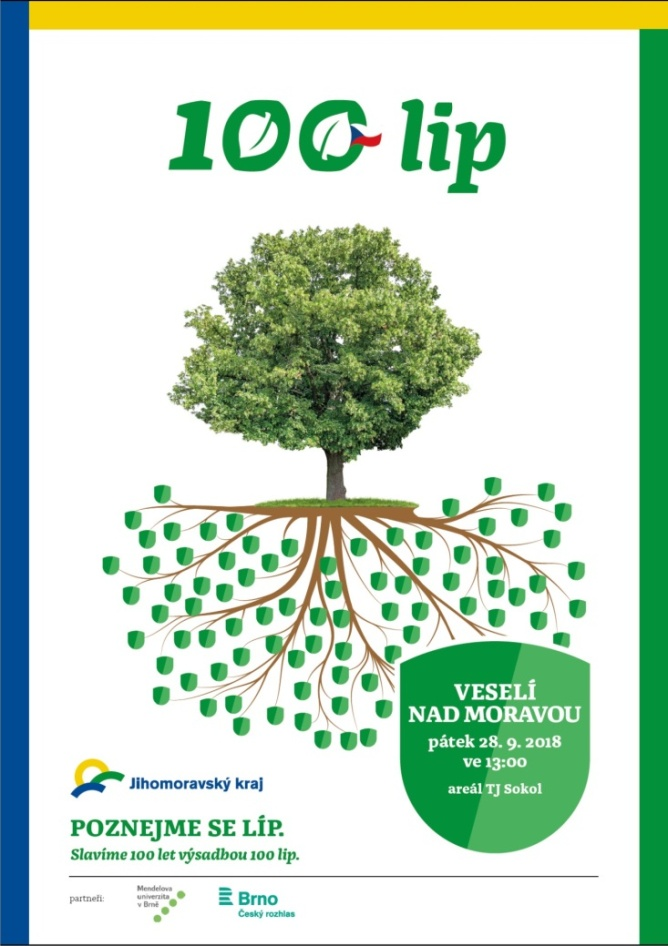 100 lip
VESELÍ
NAD MORAVOU
pátek 28. 9. 2018
ve 13:00
areál TJ Sokol
Jihomoravský kraj
POZNEJME SE LÍP.
Slavíme 100 let výsadbou 100 lip.
partneři:
Mendelova
univerzita
v Brně
Brno
Český rozhlas